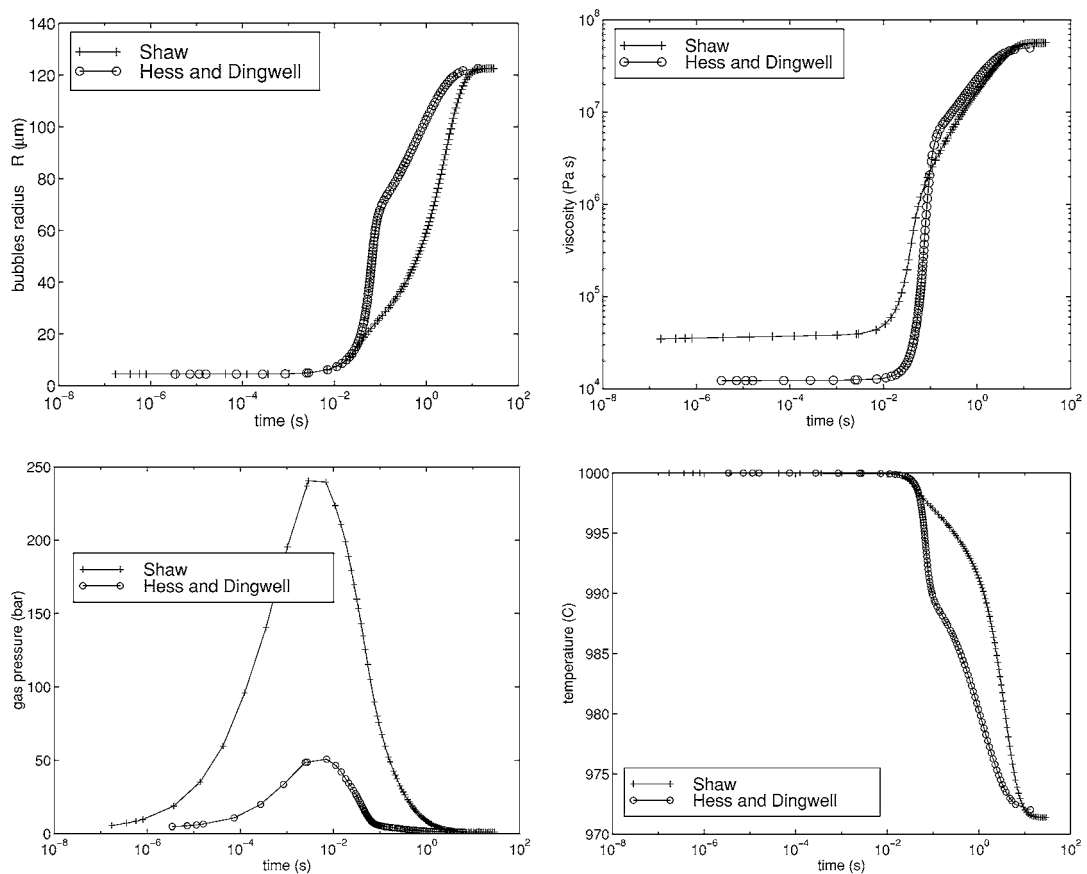 140
120
100
80
60
40
20
0
bubbles radius R (μm)
Shaw
Hess and Dingwell
10⁻⁸ 10⁻⁶ 10⁻⁴ 10⁻² 10⁰ 10²
time (s)
10⁸
10⁷
10⁶
10⁵
10⁴
viscosity (Pa s)
Shaw
Hess and Dingwell
10⁻⁸ 10⁻⁶ 10⁻⁴ 10⁻² 10⁰ 10²
time (s)
250
200
150
100
50
0
gas pressure (bar)
Shaw
Hess and Dingwell
10⁻⁸ 10⁻⁶ 10⁻⁴ 10⁻² 10⁰ 10²
time (s)
1000
995
990
985
980
975
970
temperature (C)
Shaw
Hess and Dingwell
10⁻⁸ 10⁻⁶ 10⁻⁴ 10⁻² 10⁰ 10²
time (s)